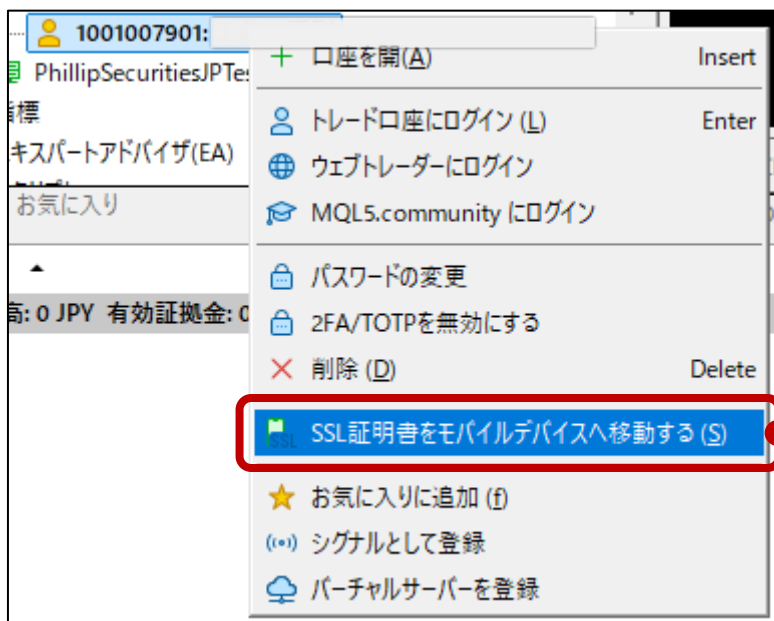 1001007901:
口座を開(A) Insert
PhillipSecuritiesJPTe
指標
トレード口座にログイン (L) Enter
キスパートアドバイザ(EA)
ウェブトレーダーにログイン
お気に入り
MQL5.community にログイン
パスワードの変更
高: 0 JPY 有効証拠金: 0
2FA/TOTPを無効にする
削除 (D) Delete
SSL
SSL証明書をモバイルデバイスへ移動する (S)
お気に入りに追加 (f)
シグナルとして登録
バーチャルサーバーを登録